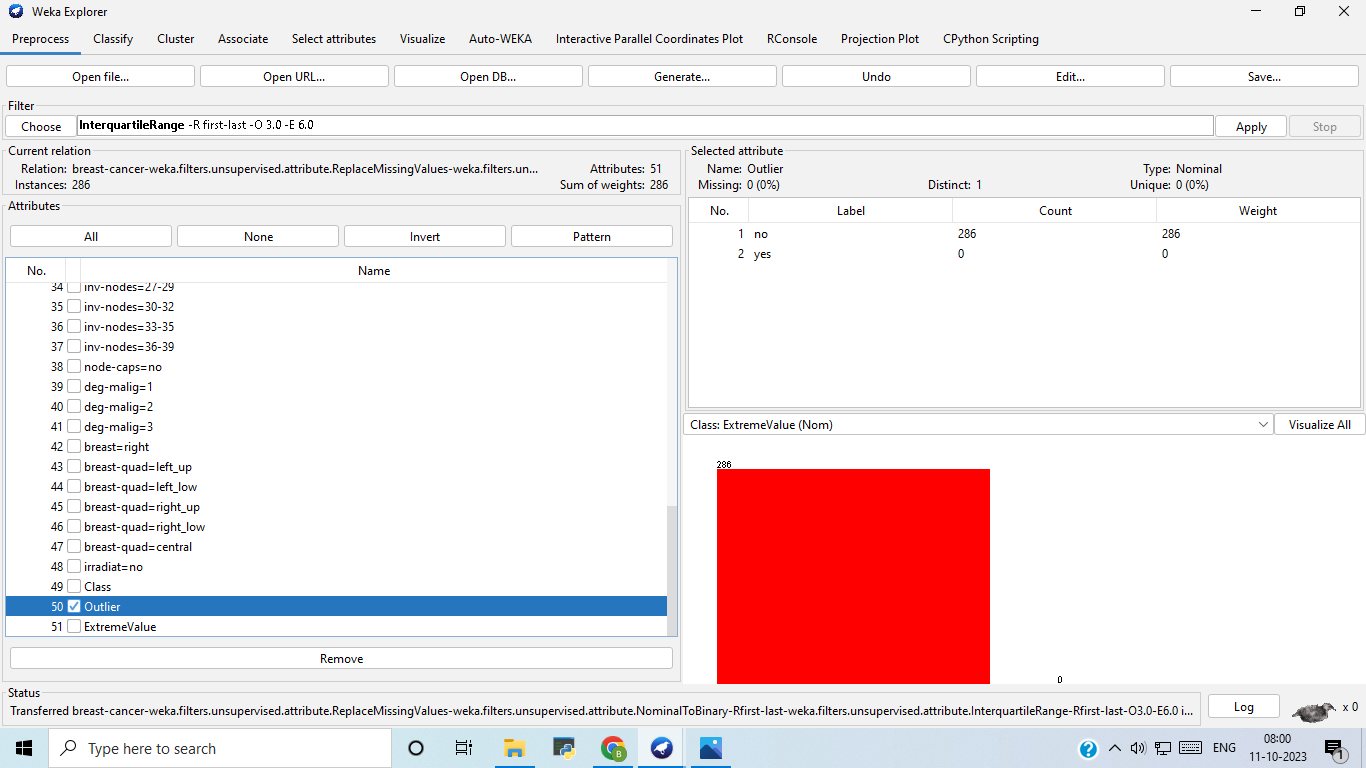 Weka Explorer
Preprocess Classify Cluster Associate Select attributes Visualize Auto-WEKA Interactive Parallel Coordinates Plot RConsole Projection Plot CPython Scripting
Open file... Open URL... Open DB... Generate... Undo Edit... Save...
Filter
Choose InterquartileRange -R first-last -O 3.0 -E 6.0 Apply Stop
Current relation
Relation: breast-cancer-weka.filters.unsupervised.attribute.ReplaceMissingValues-weka.filters.un... Attributes: 51
Instances: 286 Sum of weights: 286
Attributes
All None Invert Pattern
No. Name
34 inv-nodes=27-29
35 inv-nodes=30-32
36 inv-nodes=33-35
37 inv-nodes=36-39
38 node-caps=no
39 deg-malig=1
40 deg-malig=2
41 deg-malig=3
42 breast=right
43 breast-quad=left_up
44 breast-quad=left_low
45 breast-quad=right_up
46 breast-quad=right_low
47 breast-quad=central
48 irradiat=no
49 Class
50 Outlier
51 ExtremeValue
Remove
Selected attribute
Name: Outlier Type: Nominal
Missing: 0 (0%) Distinct: 1 Unique: 0 (0%)
No. Label Count Weight
1 no 286 286
2 yes 0 0
Class: ExtremeValue (Nom) Visualize All
286
0
Status
Transferred breast-cancer-weka.filters.unsupervised.attribute.ReplaceMissingValues-weka.filters.unsupervised.attribute.NominalToBinary-Rfirst-last-weka.filters.unsupervised.attribute.InterquartileRange-Rfirst-last-O3.0-E6.0 i...
Log x 0
Type here to search
B
?
ENG
08:00
11-10-2023
1